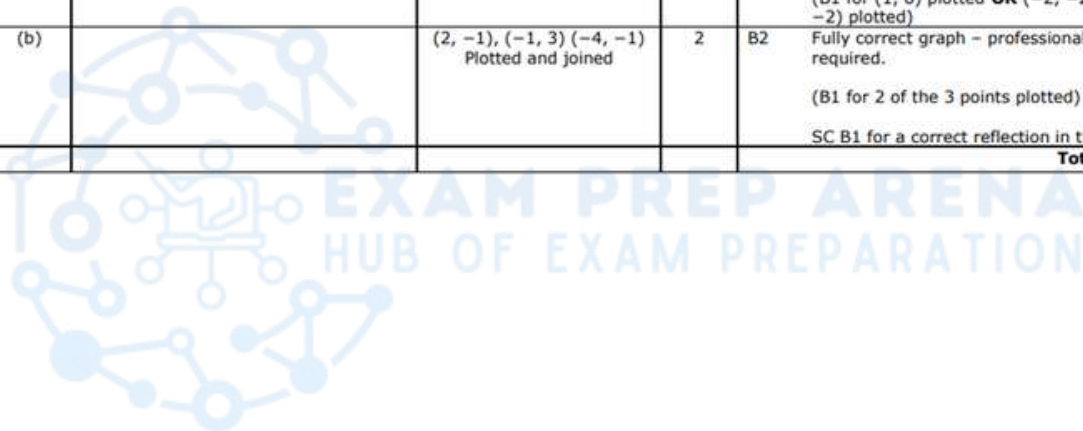 −2) plotted)
(b) (2, −1), (−1, 3) (−4, −1) 2 B2 Fully correct graph – professional
Plotted and joined required.
(B1 for 2 of the 3 points plotted)
SC B1 for a correct reflection in t
Tot
EXAM PREP ARENA
HUB OF EXAM PREPARATION